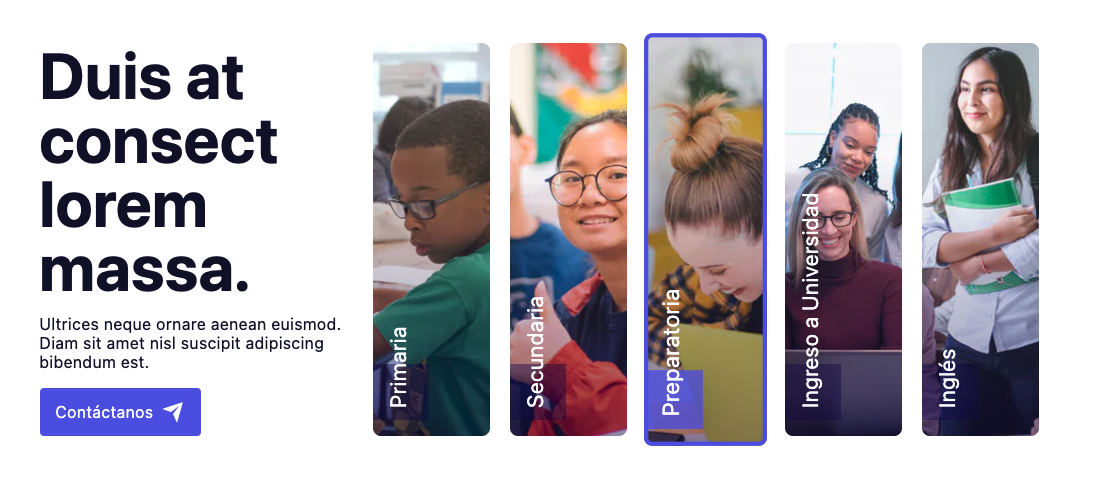 Duis at
consect
lorem
massa.
Ultrices neque ornare aenean euismod.
Diam sit amet nisl suscipit adipiscing
bibendum est.
Contáctanos
Primaria
Secundaria
Preparatoria
Ingreso a Universidad
Inglés